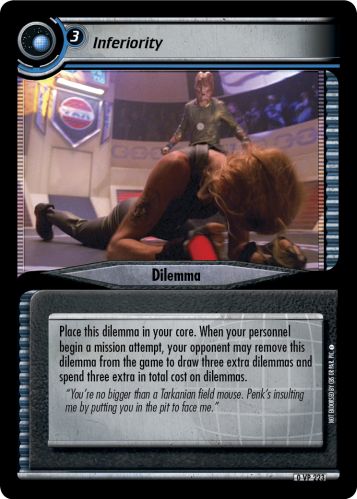 3
Inferiority
Dilemma
Place this dilemma in your core. When your personnel
begin a mission attempt, your opponent may remove this
dilemma from the game to draw three extra dilemmas and
spend three extra in total cost on dilemmas.
"You're no bigger than a Tarkanian field mouse. Penk's insulting
me by putting you in the pit to face me."
NOT ENDORSED BY CBS OR PAR. PIC.
0 VP 223